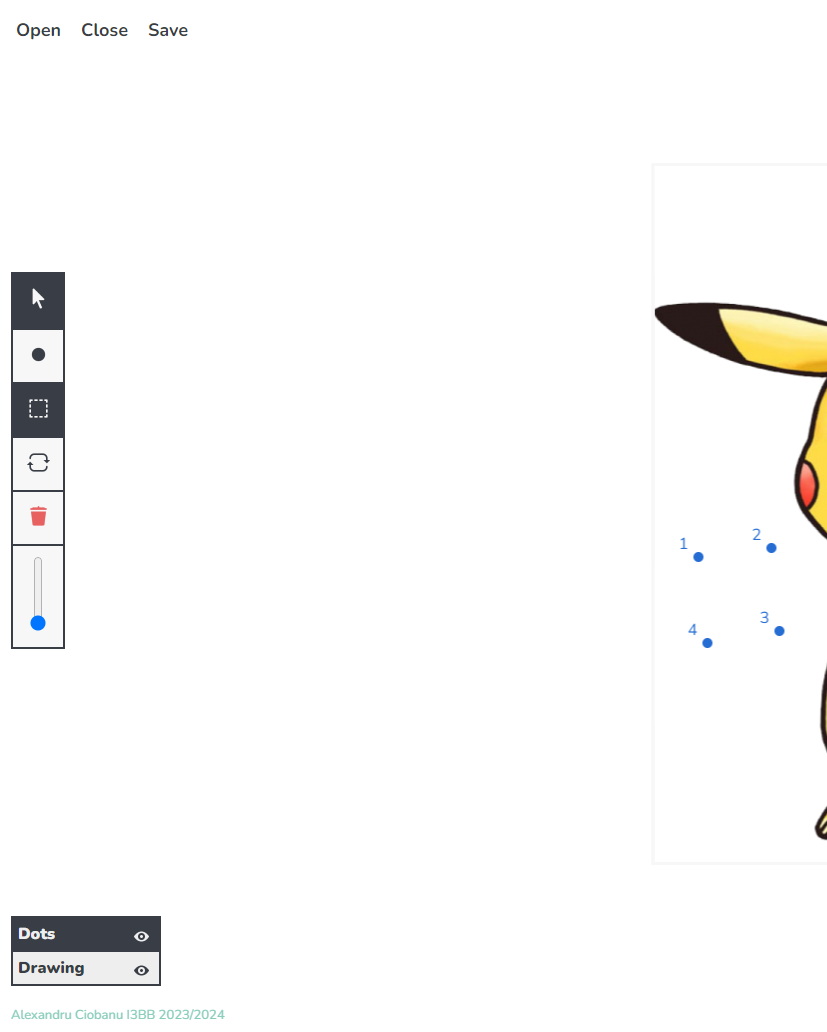 Open Close Save
1
2
3
4
Dots
Drawing
Alexandru Ciobanu I3BB 2023/2024